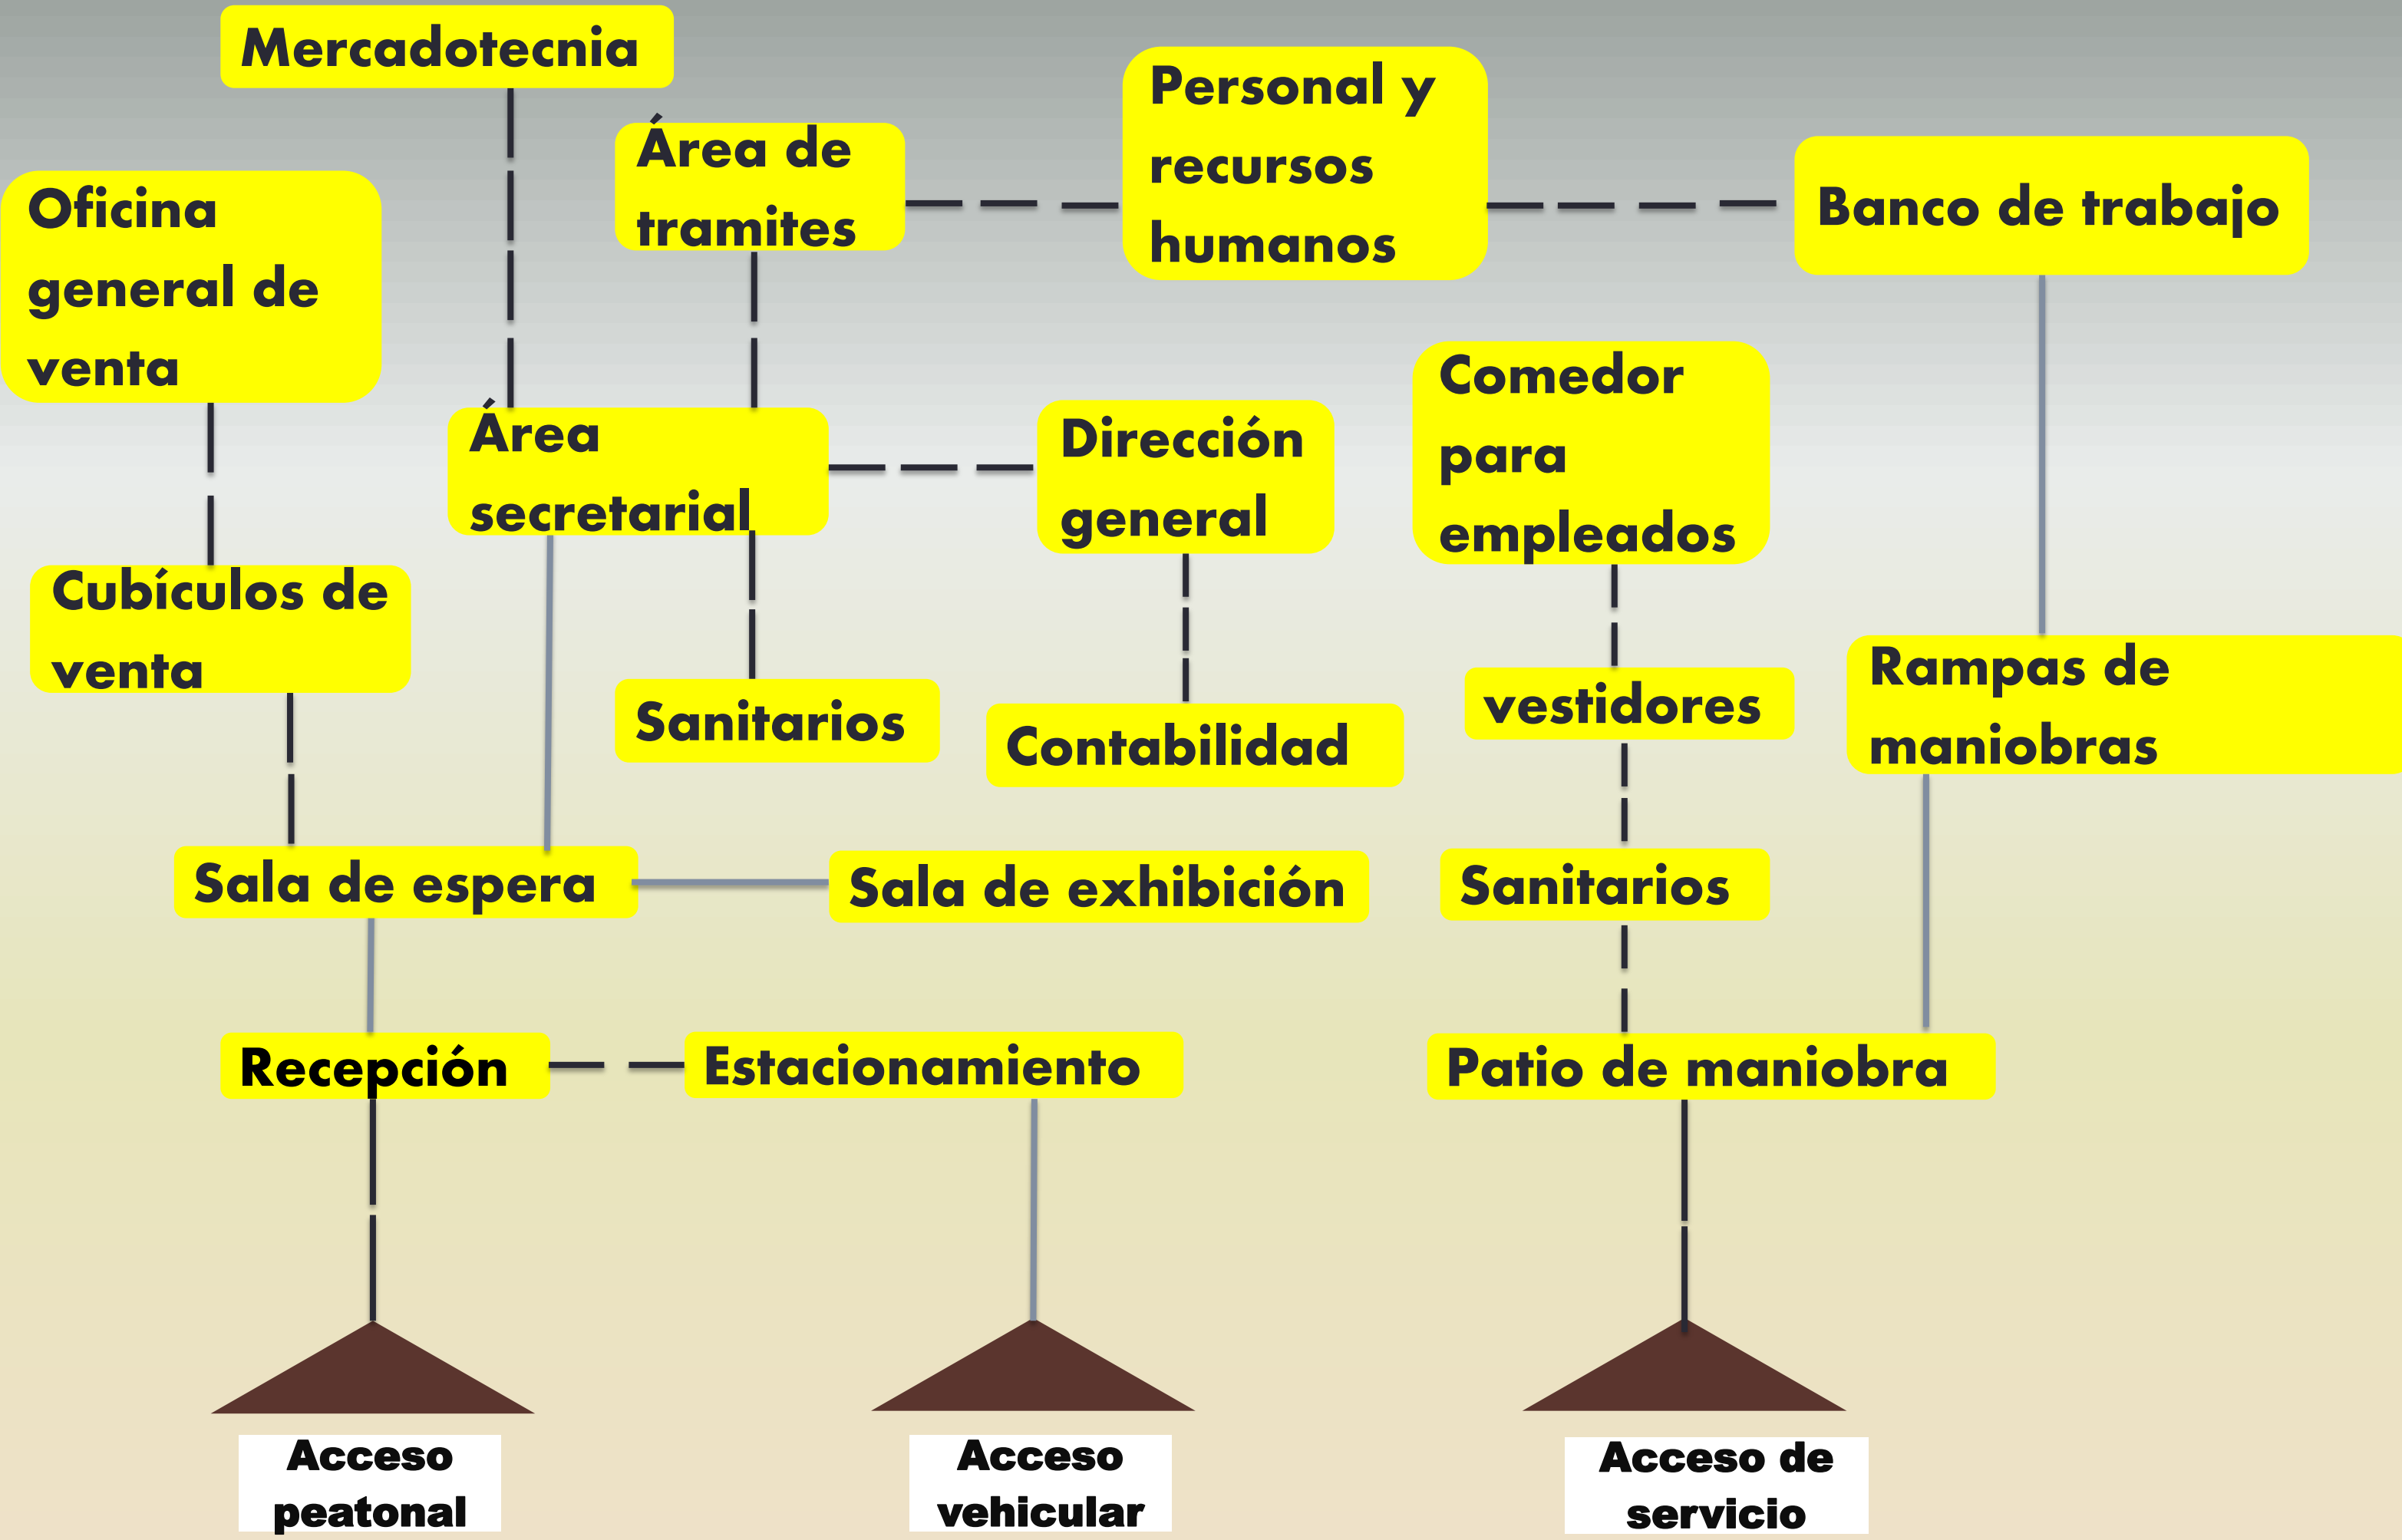 Mercadotecnia
Personal y
recursos
humanos
Área de
tramites
Banco de trabajo
Oficina
general de
venta
Área
secretarial
Dirección
general
Comedor
para
empleados
Cubículos de
venta
Sanitarios
Contabilidad
vestidores
Rampas de
maniobras
Sala de espera
Sala de exhibición
Sanitarios
Recepción
Estacionamiento
Patio de maniobra
Acceso
peatonal
Acceso
vehicular
Acceso de
servicio